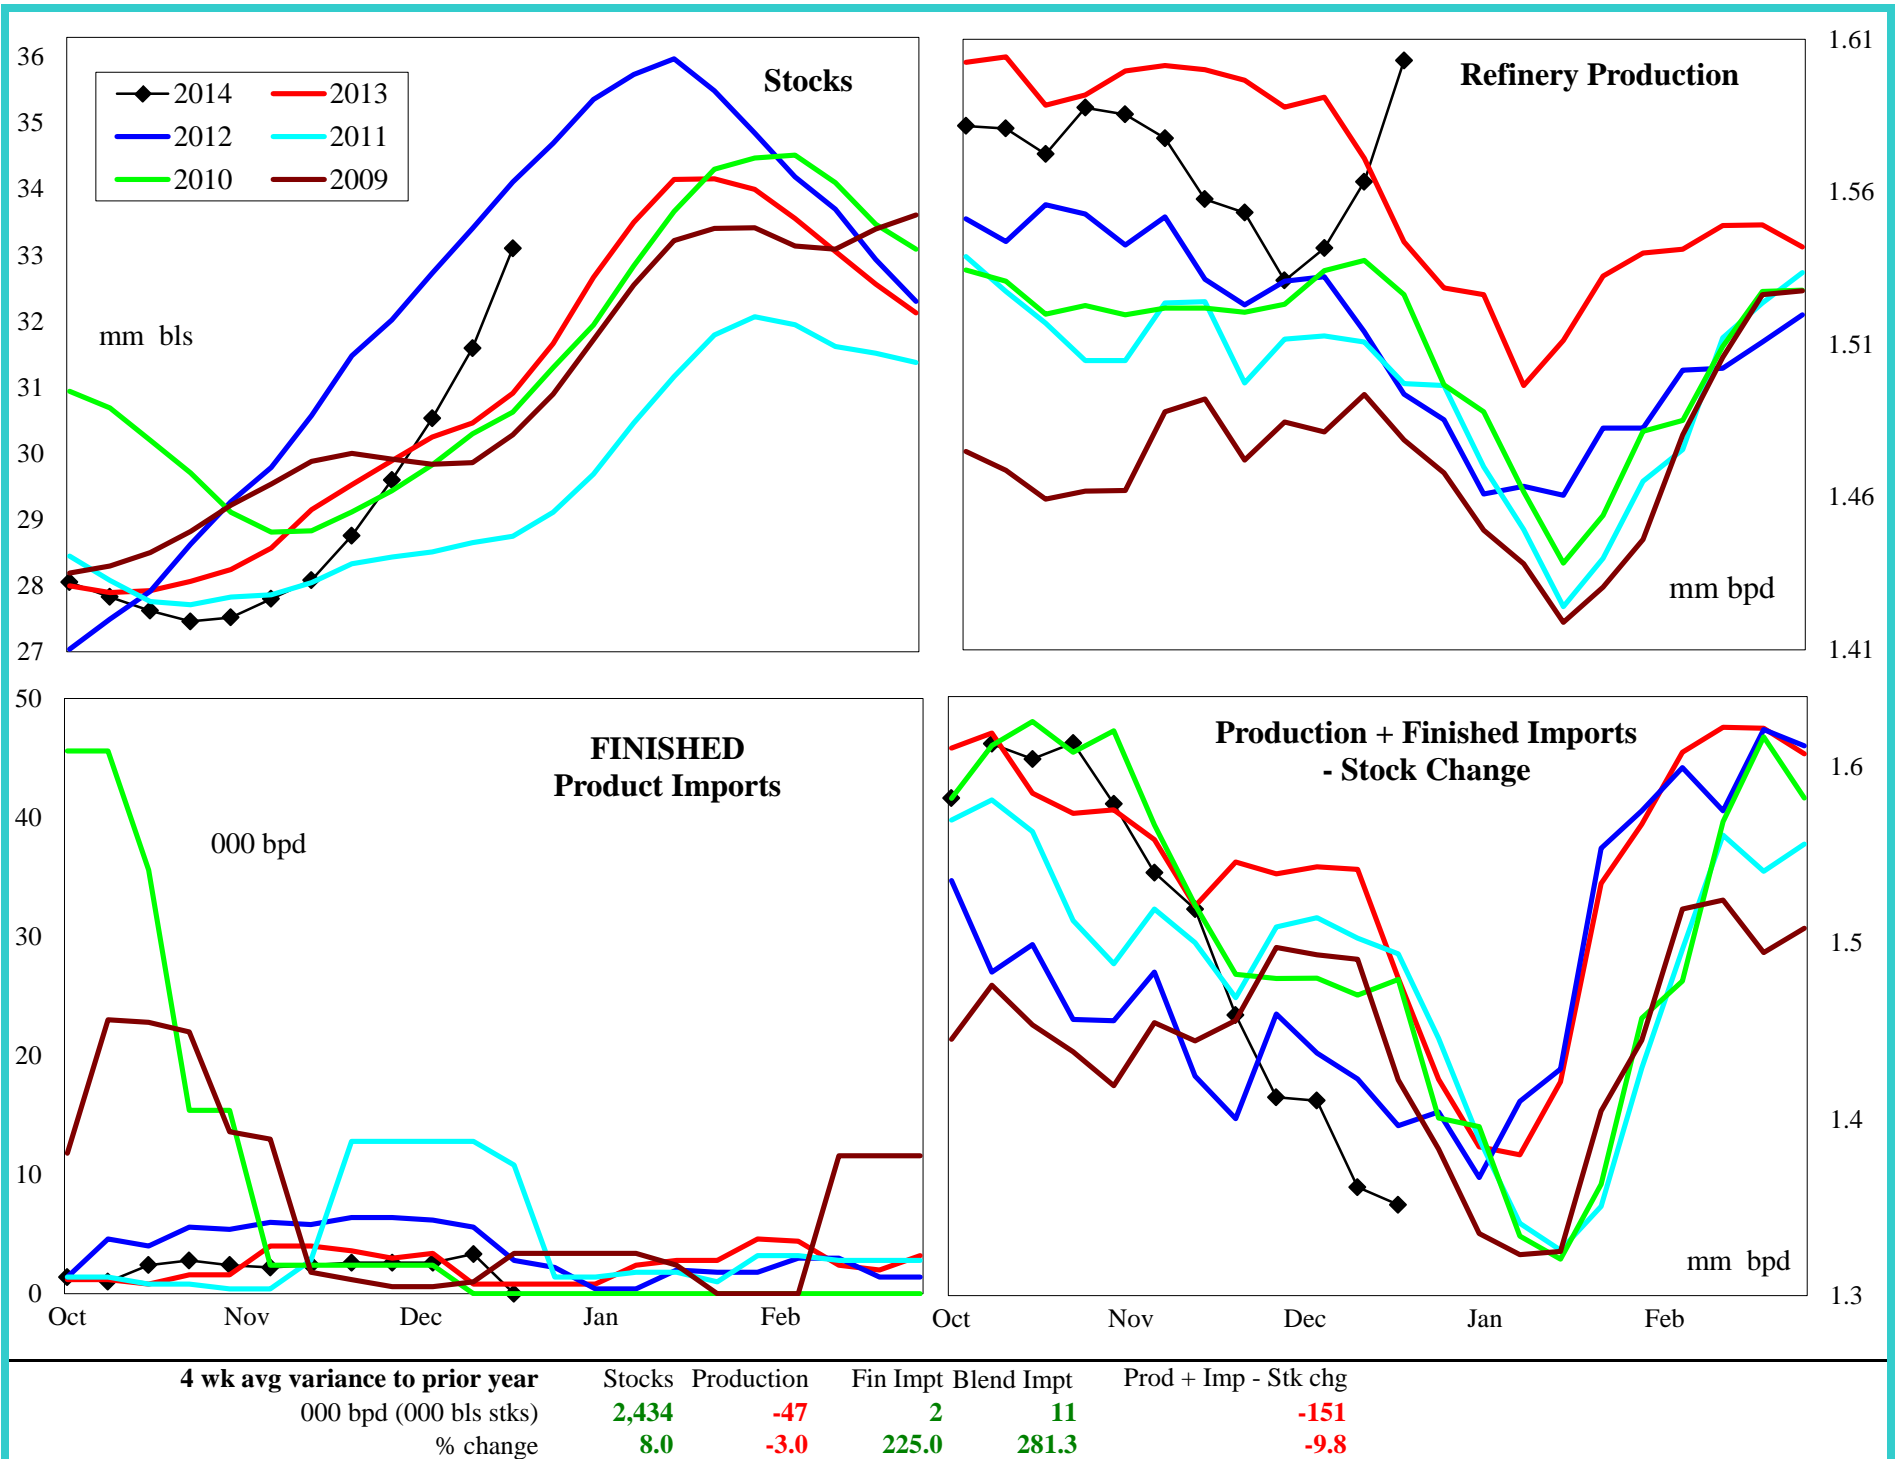 Stocks
36
35
34
33
32
31
30
29
28
27
2014 2013
2012 2011
2010 2009
mm bls
Refinery Production
1.61
1.56
1.51
1.46
1.41
mm bpd
FINISHED
Product Imports
000 bpd
50
40
30
20
10
0
Oct Nov Dec Jan Feb
Production + Finished Imports
- Stock Change
1.6
1.5
1.4
1.3
mm bpd
Oct Nov Dec Jan Feb
4 wk avg variance to prior year Stocks Production Fin Impt Blend Impt Prod + Imp - Stk chg
000 bpd (000 bls stks) 2,434 -47 2 11 -151
% change 8.0 -3.0 225.0 281.3 -9.8